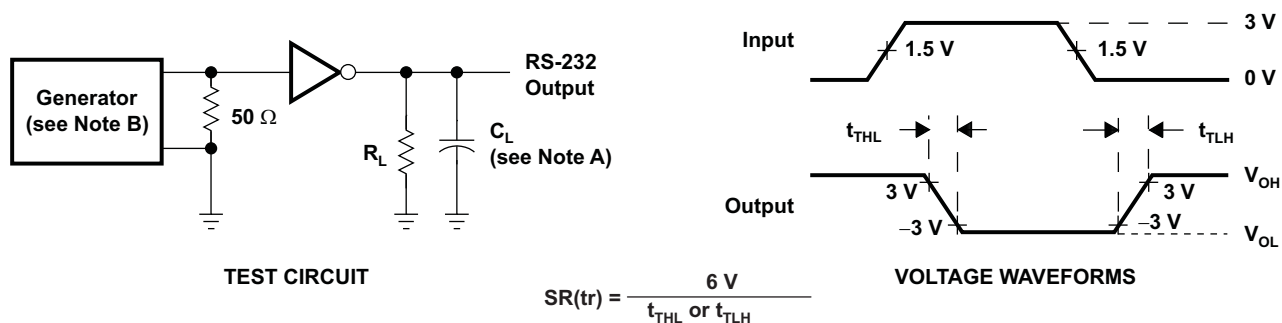 Generator
(see Note B)
50 Ω
RS-232
Output
R_L
C_L
(see Note A)
TEST CIRCUIT
Input
3 V
1.5 V
1.5 V
0 V
t_THL
t_TLH
Output
3 V
3 V
V_OH
–3 V
–3 V
V_OL
VOLTAGE WAVEFORMS
SR(tr) = 6 V
t_THL or t_TLH